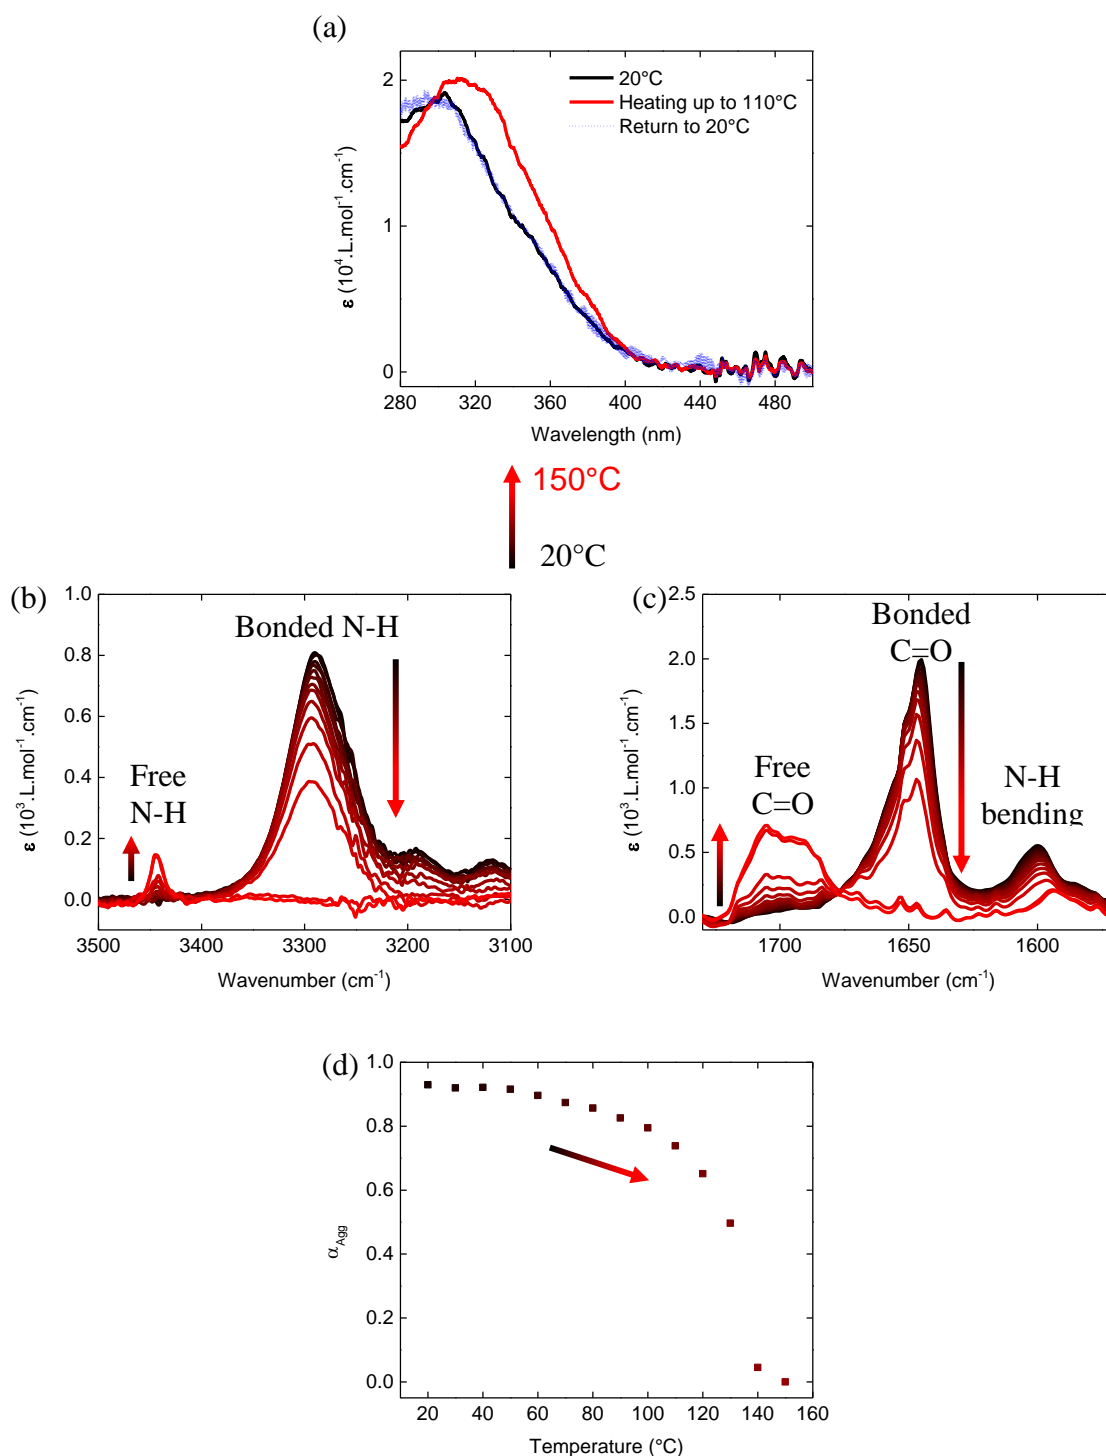 (a)
20°C
Heating up to 110°C
Return to 20°C
2
1
0
ε (10⁴.L.mol⁻¹.cm⁻¹)
280 320 360 400 440 480
Wavelength (nm)
150°C
20°C
(b)
Bonded N-H
Free
N-H
1.0
0.8
0.6
0.4
0.2
0.0
ε (10³.L.mol⁻¹.cm⁻¹)
3500 3400 3300 3200 3100
Wavenumber (cm⁻¹)
(c)
Bonded
C=O
Free
C=O
N-H
bending
2.5
2.0
1.5
1.0
0.5
0.0
ε (10³.L.mol⁻¹.cm⁻¹)
1700 1650 1600
Wavenumber (cm⁻¹)
(d)
1.0
0.8
0.6
0.4
0.2
0.0
α_Agg
20 40 60 80 100 120 140 160
Temperature (°C)